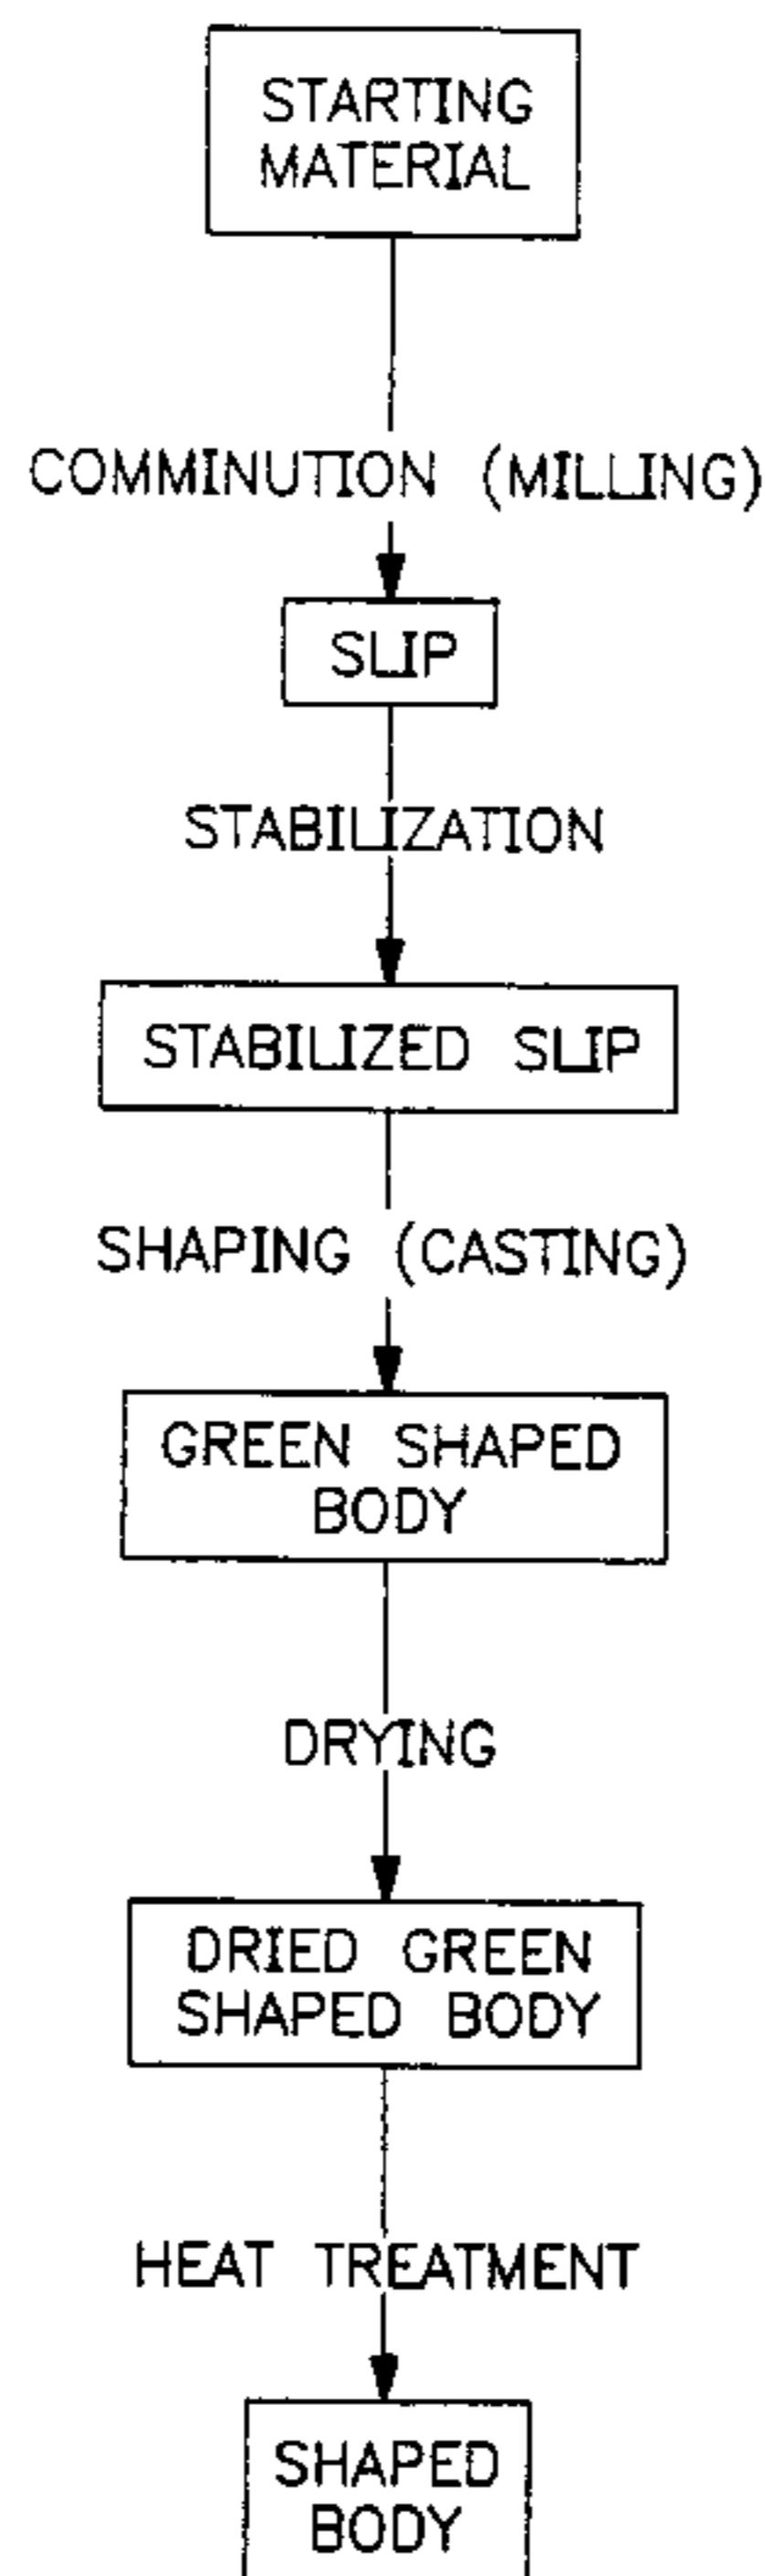 STARTING
MATERIAL
COMMINUTION (MILLING)
SLIP
STABILIZATION
STABILIZED SLIP
SHAPING (CASTING)
GREEN SHAPED
BODY
DRYING
DRIED GREEN
SHAPED BODY
HEAT TREATMENT
SHAPED
BODY